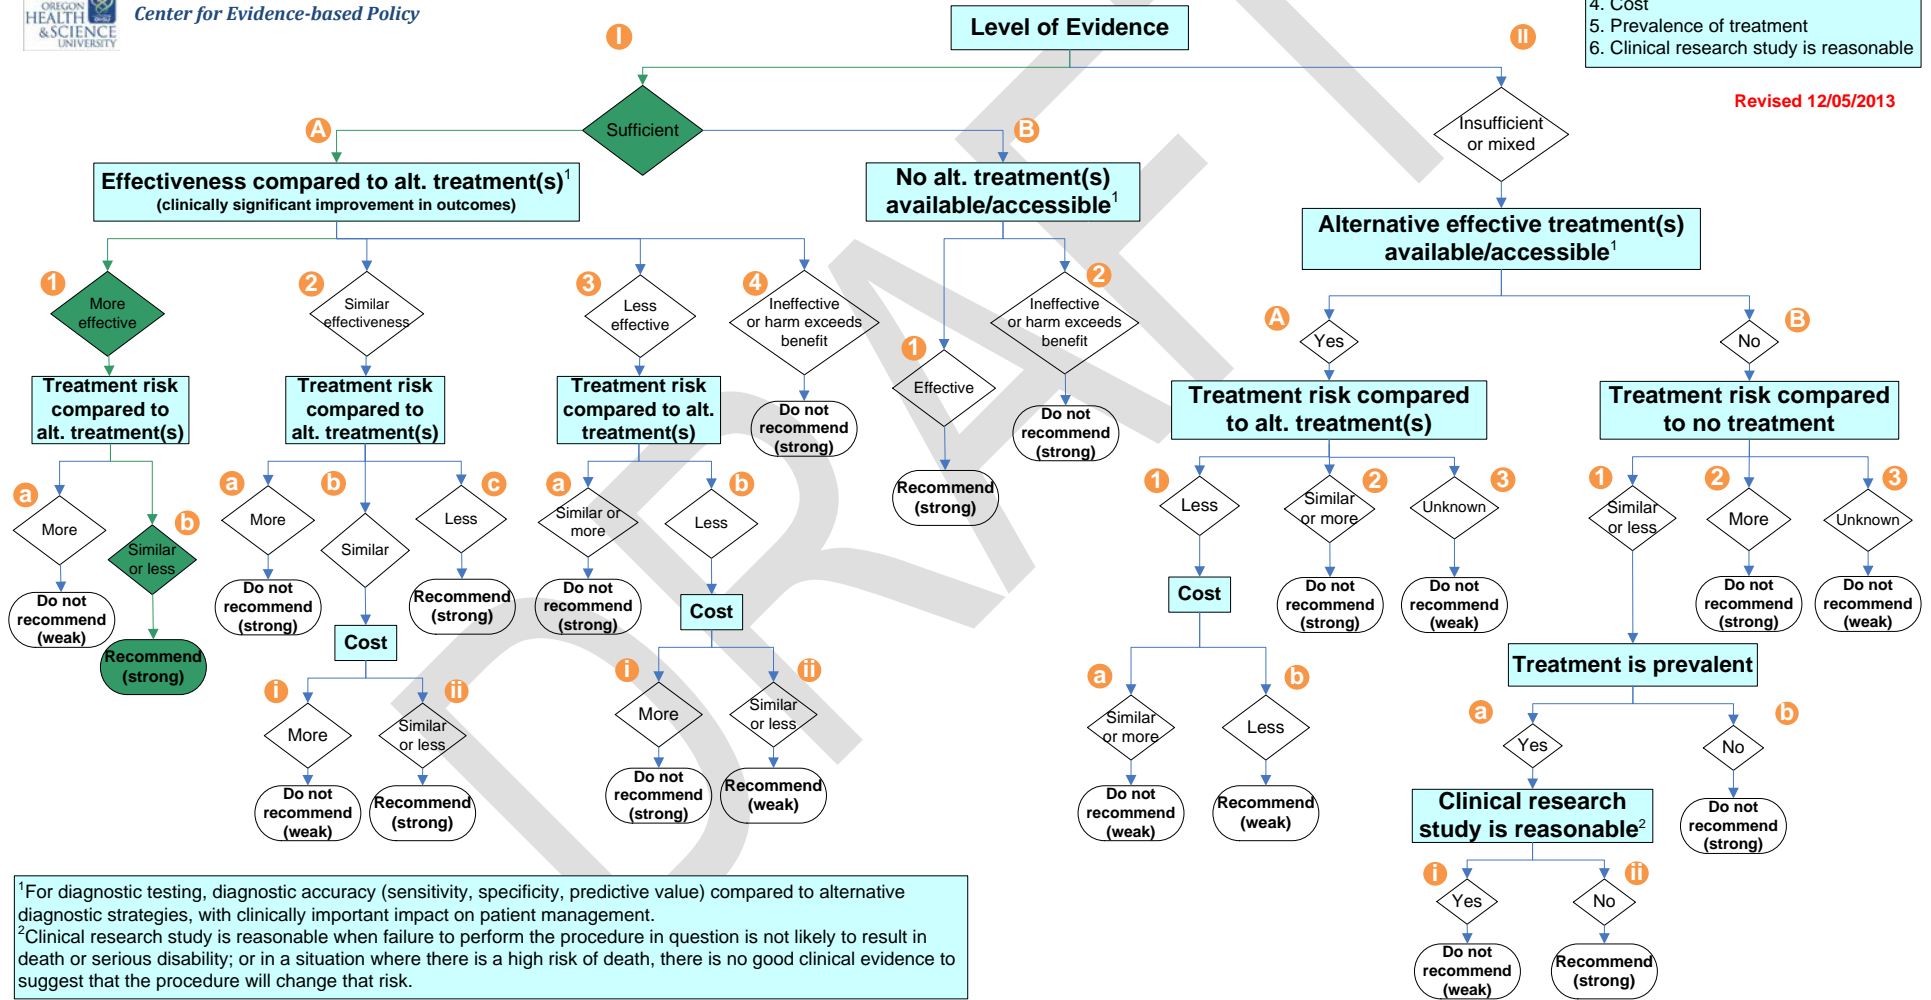 OREGON
HEALTH
&SCIENCE
UNIVERSITY
Center for Evidence-based Policy
4. Cost
5. Prevalence of treatment
6. Clinical research study is reasonable
Revised 12/05/2013
DRAFT
Level of Evidence
I
II
Sufficient
Insufficient
or mixed
A
B
Effectiveness compared to alt. treatment(s)1
(clinically significant improvement in outcomes)
No alt. treatment(s)
available/accessible1
Alternative effective treatment(s)
available/accessible1
1
More
effective
2
Similar
effectiveness
3
Less
effective
4
Ineffective
or harm exceeds
benefit
Do not
recommend
(strong)
1
Effective
Recommend
(strong)
2
Ineffective
or harm exceeds
benefit
Do not
recommend
(strong)
A
Yes
B
No
Treatment risk
compared to
alt. treatment(s)
Treatment risk
compared to
alt. treatment(s)
Treatment risk
compared to alt.
treatment(s)
Treatment risk compared
to alt. treatment(s)
Treatment risk compared
to no treatment
a
More
Do not
recommend
(weak)
b
Similar
or less
Recommend
(strong)
a
More
Do not
recommend
(strong)
b
Similar
c
Less
Recommend
(strong)
Cost
i
More
Do not
recommend
(weak)
ii
Similar
or less
Recommend
(strong)
a
Similar or
more
Do not
recommend
(strong)
b
Less
Cost
i
More
Do not
recommend
(strong)
ii
Similar
or less
Recommend
(weak)
1
Less
2
Similar
or more
Do not
recommend
(strong)
3
Unknown
Do not
recommend
(weak)
Cost
a
Similar
or more
Do not
recommend
(weak)
b
Less
Recommend
(weak)
1
Similar
or less
2
More
Do not
recommend
(strong)
3
Unknown
Do not
recommend
(weak)
Treatment is prevalent
a
Yes
b
No
Do not
recommend
(strong)
Clinical research
study is reasonable2
i
Yes
Do not
recommend
(weak)
ii
No
Recommend
(strong)
1For diagnostic testing, diagnostic accuracy (sensitivity, specificity, predictive value) compared to alternative
diagnostic strategies, with clinically important impact on patient management.
2Clinical research study is reasonable when failure to perform the procedure in question is not likely to result in
death or serious disability; or in a situation where there is a high risk of death, there is no good clinical evidence to
suggest that the procedure will change that risk.